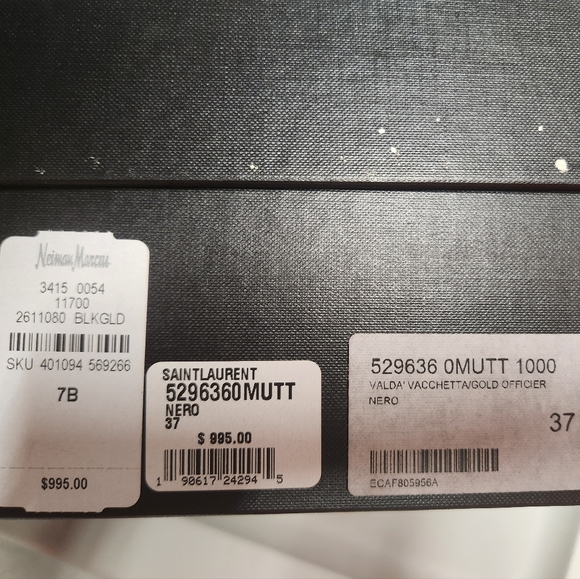 Neiman Marcus
3415 0054
11700
2611080 BLKGLD
SKU 401094 569266
7B
$995.00
SAINTLAURENT
5296360MUTT
NERO
37
$ 995.00
1 90617 24294 5
529636 0MUTT 1000
VALDA' VACCHETTA/GOLD OFFICIER
NERO
37
ECAF805956A